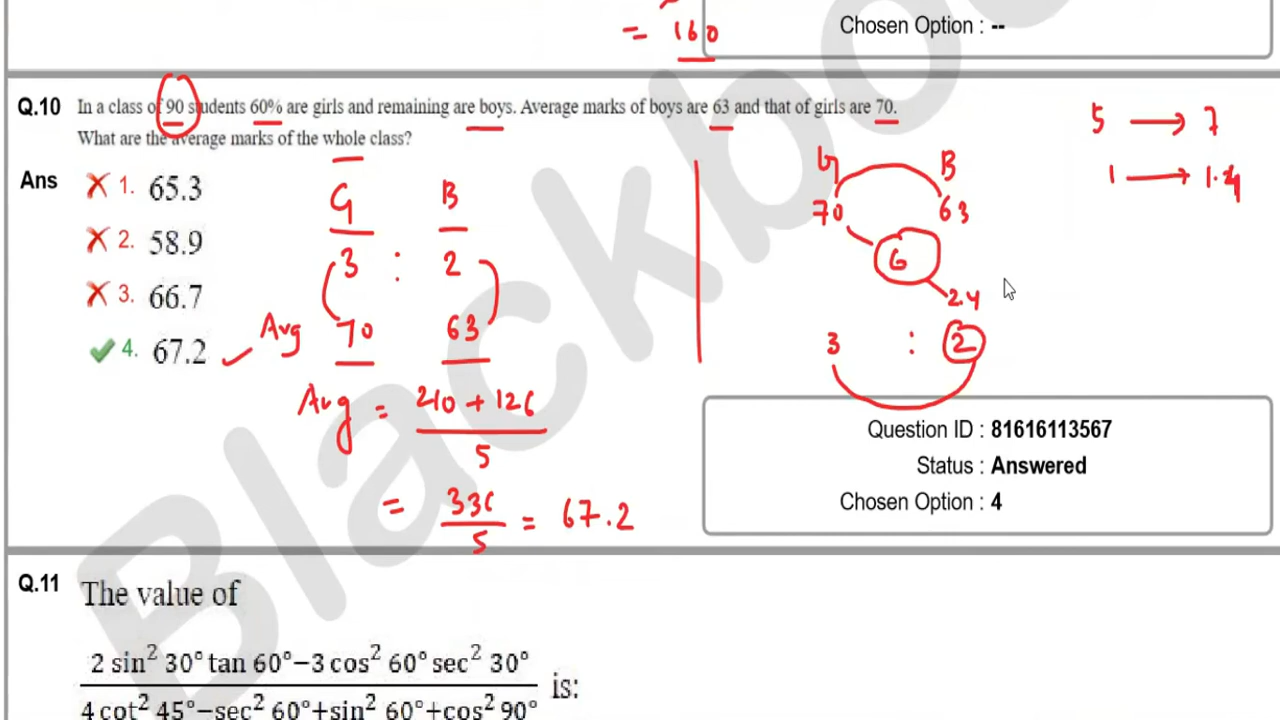 = 160
Chosen Option : --
Q.10 In a class of 90 students 60% are girls and remaining are boys. Average marks of boys are 63 and that of girls are 70.
What are the average marks of the whole class?
Ans
1. 65.3
2. 58.9
3. 66.7
4. 67.2
G B
3 : 2
Avg 70 63
Avg = 210 + 126
5
= 336
5
= 67.2
G B
70 63
6
2.4
3 : 2
5 → 7
1 → 1.4
Question ID : 81616113567
Status : Answered
Chosen Option : 4
Q.11 The value of
2 sin² 30° tan 60°−3 cos² 60° sec² 30°
4 cot² 45°−sec² 60°+sin² 60°+cos² 90°
is: